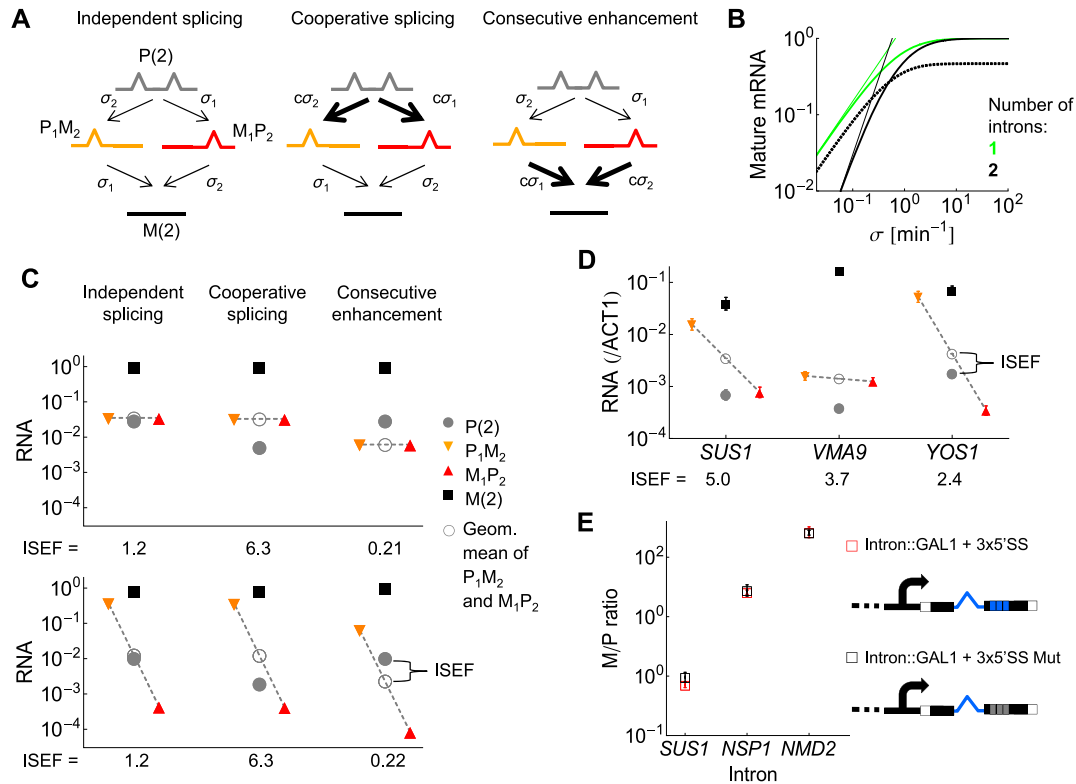 A
Independent splicing
Cooperative splicing
Consecutive enhancement
P(2)
σ2
σ1
cσ2
cσ1
σ2
σ1
P1M2
M1P2
σ1
σ2
σ1
σ2
cσ1
cσ2
M(2)
B
Mature mRNA
10^0
10^-1
10^-2
10^-1
10^0
10^1
10^2
σ [min^-1]
Number of
introns:
1
2
C
Independent
splicing
Cooperative
splicing
Consecutive
enhancement
RNA
10^0
10^-1
10^-2
10^-3
10^-4
ISEF =
1.2
6.3
0.21
P(2)
P1M2
M1P2
M(2)
Geom.
mean of
P1M2
and M1P2
RNA
10^0
10^-1
10^-2
10^-3
10^-4
ISEF
ISEF =
1.2
6.3
0.22
D
RNA (/ACT1)
10^-1
10^-2
10^-3
10^-4
ISEF
SUS1
VMA9
YOS1
ISEF =
5.0
3.7
2.4
E
M/P ratio
10^2
10^0
10^0
10^-1
SUS1
NSP1
NMD2
Intron
Intron::GAL1 + 3x5'SS
Intron::GAL1 + 3x5'SS Mut